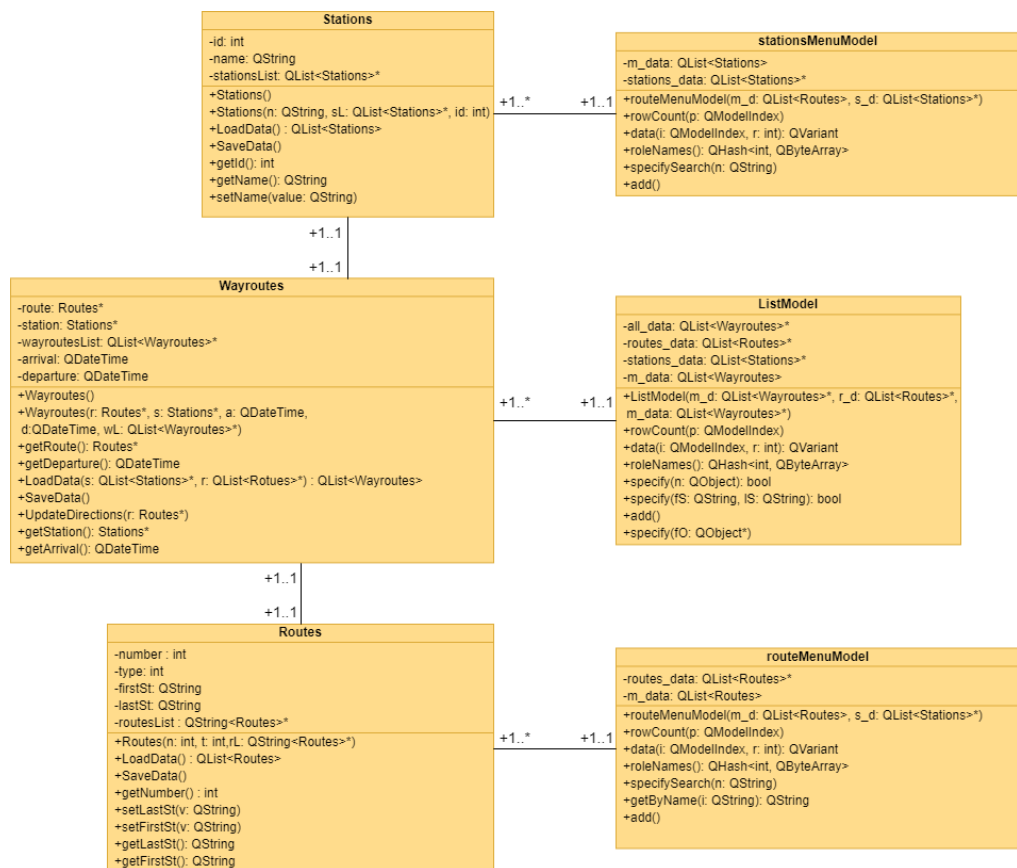 Stations
-id: int
-name: QString
-stationsList: QList<Stations>*
+Stations()
+Stations(n: QString, sL: QList<Stations>*, id: int)
+LoadData() : QList<Stations>
+SaveData()
+getId(): int
+getName(): QString
+setName(value: QString)
+1..*
+1..1
stationsMenuModel
-m_data: QList<Stations>
-stations_data: QList<Stations>*
+routeMenuModel(m_d: QList<Routes>, s_d: QList<Stations>*)
+rowCount(p: QModelIndex)
+data(i: QModelIndex, r: int): QVariant
+roleNames(): QHash<int, QByteArray>
+specifySearch(n: QString)
+add()
+1..1
+1..1
Wayroutes
-route: Routes*
-station: Stations*
-wayroutesList: QList<Wayroutes>*
-arrival: QDateTime
-departure: QDateTime
+Wayroutes()
+Wayroutes(r: Routes*, s: Stations*, a: QDateTime,
d:QDateTime, wL: QList<Wayroutes>*)
+getRoute(): Routes*
+getDeparture(): QDateTime
+LoadData(s: QList<Stations>*, r: QList<Rotues>*) : QList<Wayroutes>
+SaveData()
+UpdateDirections(r: Routes*)
+getStation(): Stations*
+getArrival(): QDateTime
+1..*
+1..1
ListModel
-all_data: QList<Wayroutes>*
-routes_data: QList<Routes>*
-stations_data: QList<Stations>*
-m_data: QList<Wayroutes>
+ListModel(m_d: QList<Wayroutes>*, r_d: QList<Routes>*,
m_data: QList<Wayroutes>*)
+rowCount(p: QModelIndex)
+data(i: QModelIndex, r: int): QVariant
+roleNames(): QHash<int, QByteArray>
+specify(n: QObject): bool
+specify(fS: QString, lS: QString): bool
+add()
+specify(fO: QObject*)
+1..1
+1..1
Routes
-number : int
-type: int
-firstSt: QString
-lastSt: QString
-routesList : QString<Routes>*
+Routes(n: int, t: int,rL: QString<Routes>*)
+LoadData() : QList<Routes>
+SaveData()
+getNumber() : int
+setLastSt(v: QString)
+setFirstSt(v: QString)
+getLastSt(): QString
+getFirstSt(): QString
+1..*
+1..1
routeMenuModel
-routes_data: QList<Routes>*
-m_data: QList<Routes>
+routeMenuModel(m_d: QList<Routes>, s_d: QList<Stations>*)
+rowCount(p: QModelIndex)
+data(i: QModelIndex, r: int): QVariant
+roleNames(): QHash<int, QByteArray>
+specifySearch(n: QString)
+getByName(i: QString): QString
+add()